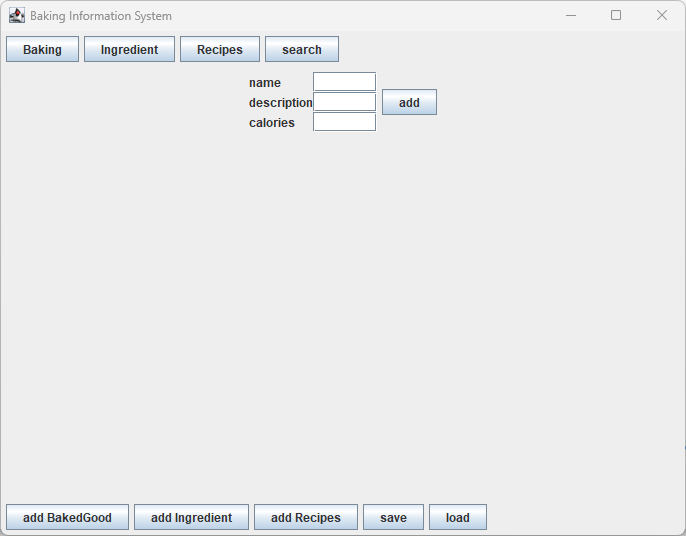 Baking Information System
Baking Ingredient Recipes search
name
description add
calories
add BakedGood add Ingredient add Recipes save load